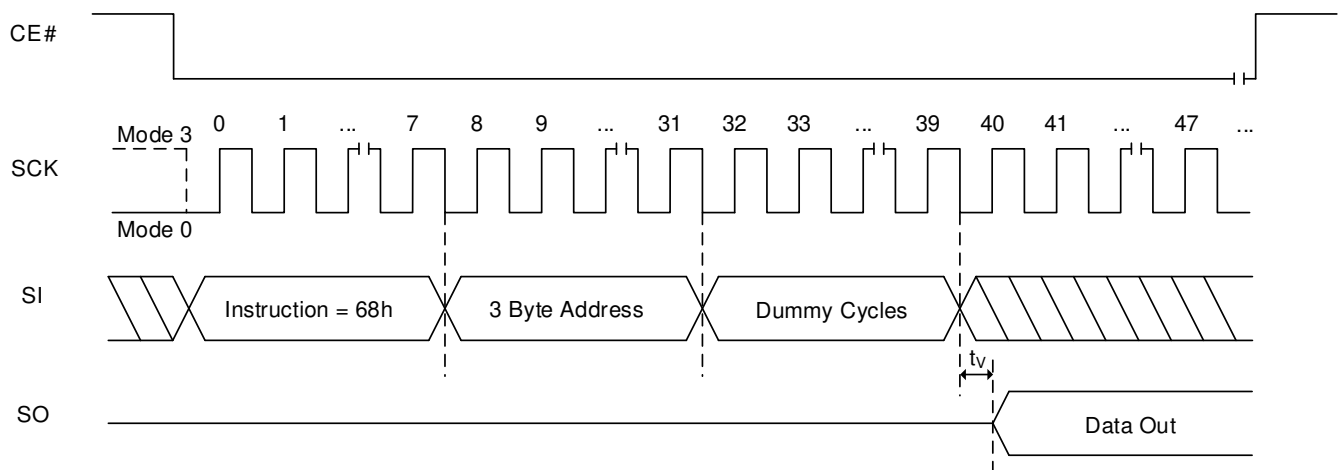 CE#
Mode 3
0 1 ... 7 8 9 ... 31 32 33 ... 39 40 41 ... 47 ...
SCK
Mode 0
SI
Instruction = 68h
3 Byte Address
Dummy Cycles
tV
SO
Data Out